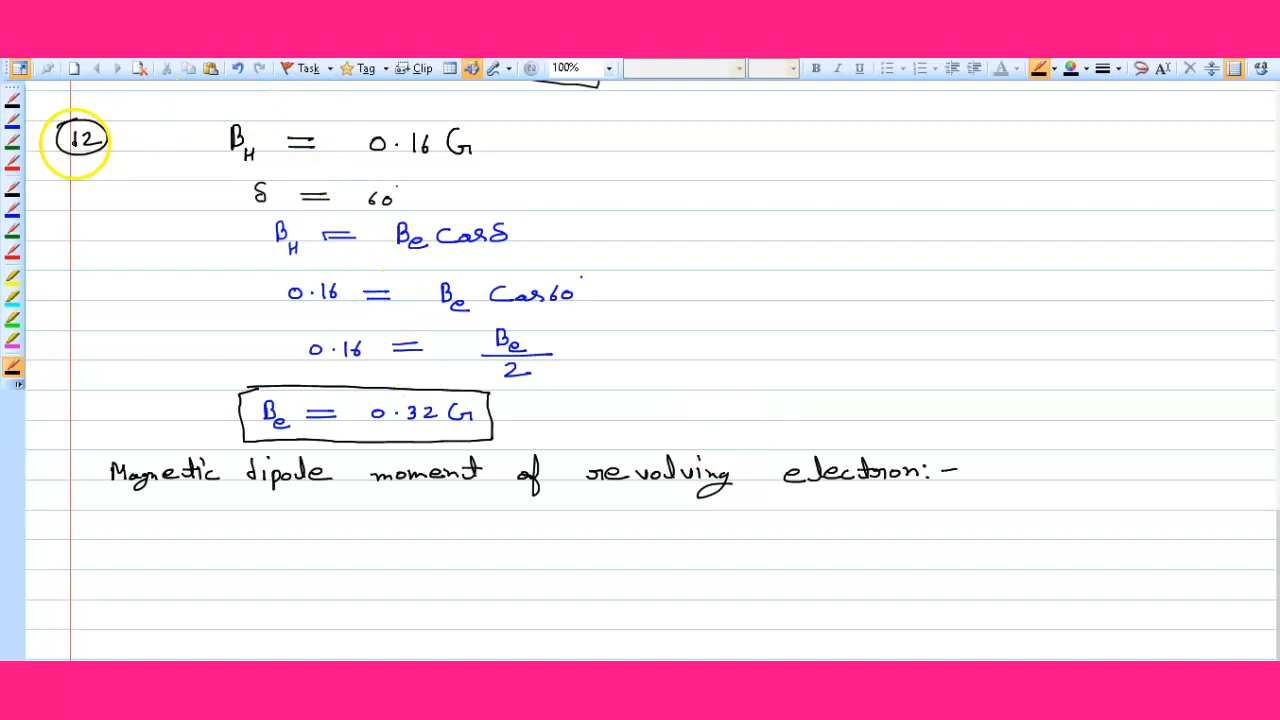 Task Tag Clip 100% B I U A
12 B_H = 0.16 G
δ = 60°
B_H = B_e Cosδ
0.16 = B_e Cos60°
0.16 = B_e / 2
B_e = 0.32 G
Magnetic dipole moment of revolving electron:-